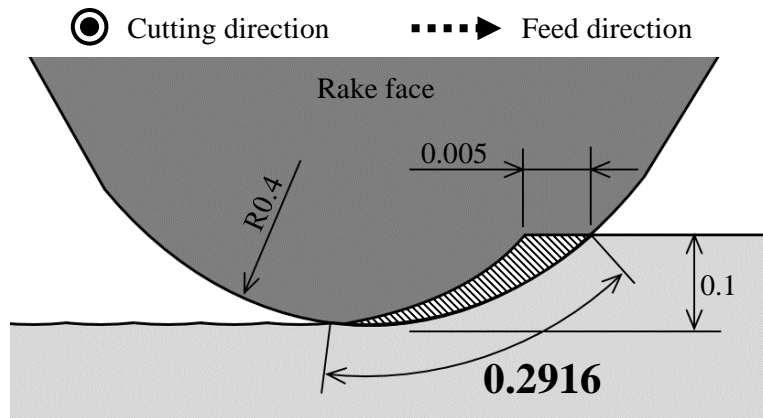 Cutting direction
Feed direction
Rake face
0.005
R0.4
0.1
0.2916